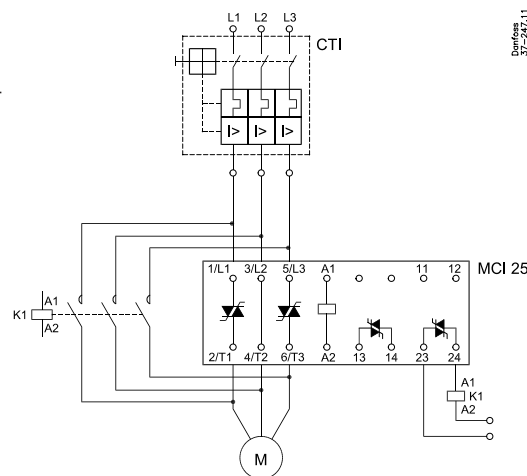 L1 L2 L3
CTI
Danfoss
37-247.11
I> I> I>
1/L1 3/L2 5/L3 A1 11 12
MCI 25
K1 A1
A2
2/T1 4/T2 6/T3 A2 13 14 23 24
A1
K1
A2
M